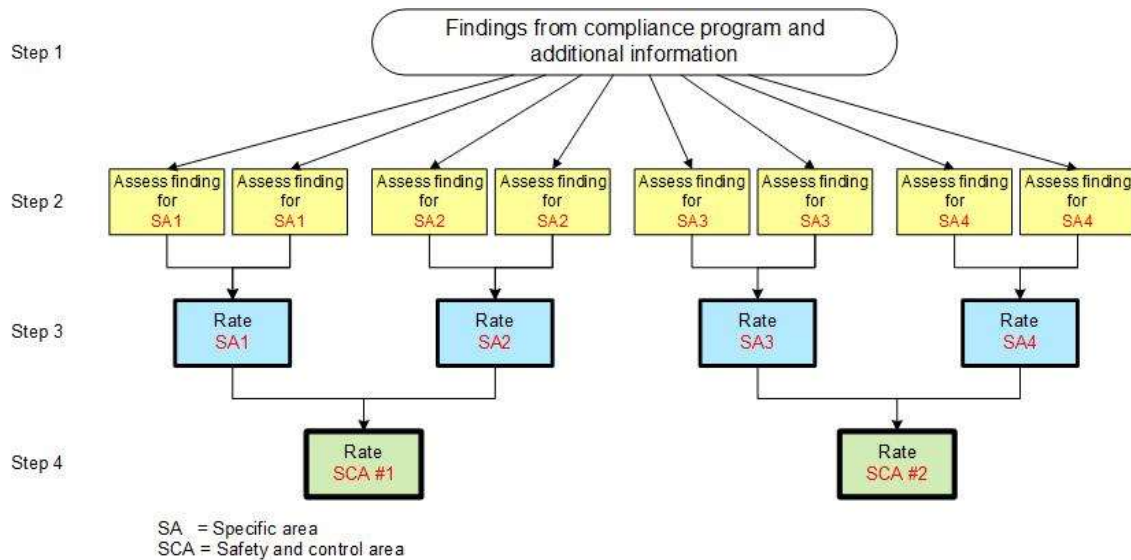 Step 1
Findings from compliance program and
additional information
Step 2
Assess finding
for
SA1
Assess finding
for
SA1
Assess finding
for
SA2
Assess finding
for
SA2
Assess finding
for
SA3
Assess finding
for
SA3
Assess finding
for
SA4
Assess finding
for
SA4
Step 3
Rate
SA1
Rate
SA2
Rate
SA3
Rate
SA4
Step 4
Rate
SCA #1
Rate
SCA #2
SA = Specific area
SCA = Safety and control area